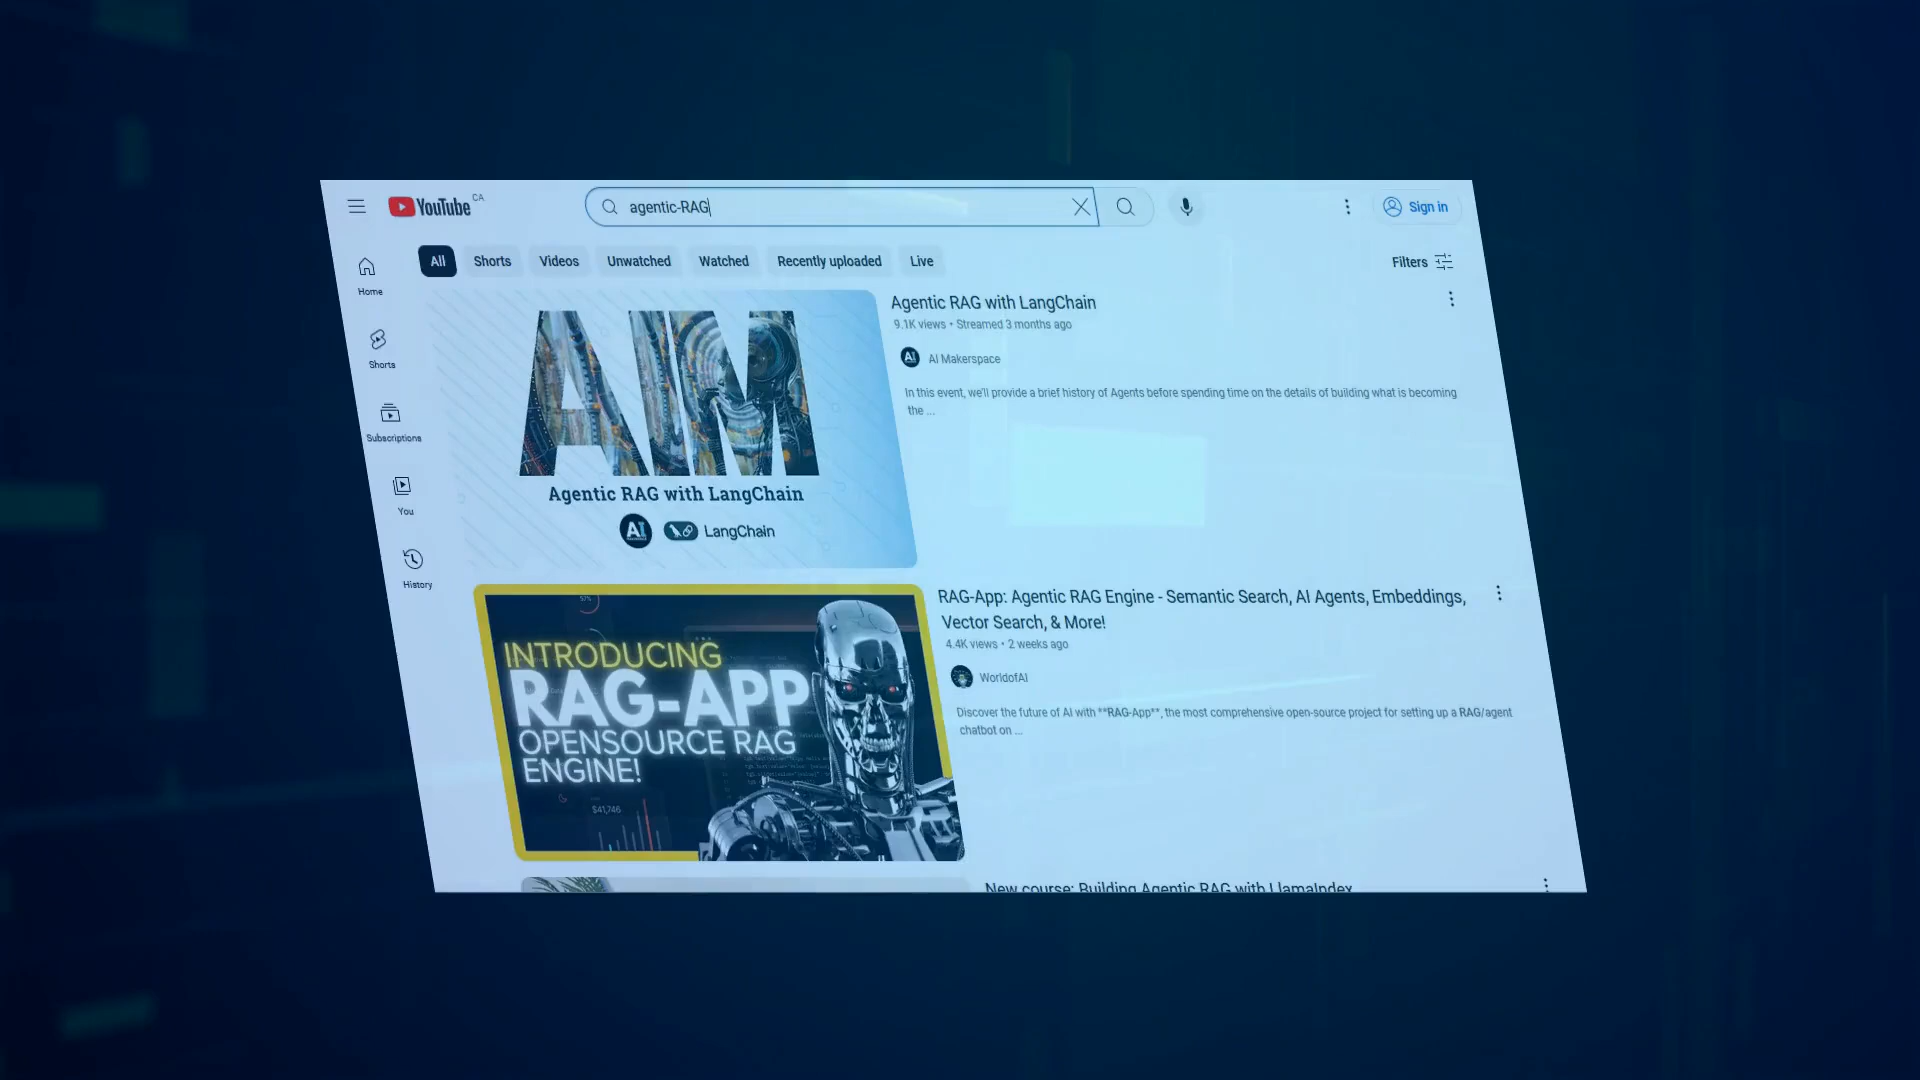 YouTube CA
agentic-RAG
Sign in
All
Shorts
Videos
Unwatched
Watched
Recently uploaded
Live
Filters
Home
Shorts
Subscriptions
You
History
AIM
Agentic RAG with LangChain
AI
LangChain
Agentic RAG with LangChain
9.1K views • Streamed 3 months ago
AI Makerspace
In this event, we'll provide a brief history of Agents before spending time on the details of building what is becoming
the ...
57%
INTRODUCING
RAG-APP
OPENSOURCE RAG
ENGINE!
$41,746
RAG-App: Agentic RAG Engine - Semantic Search, AI Agents, Embeddings,
Vector Search, & More!
4.4K views • 2 weeks ago
WorldofAI
Discover the future of AI with **RAG-App**, the most comprehensive open-source project for setting up a RAG/agent
chatbot on ...
New course: Building Agentic RAG with LlamaIndex